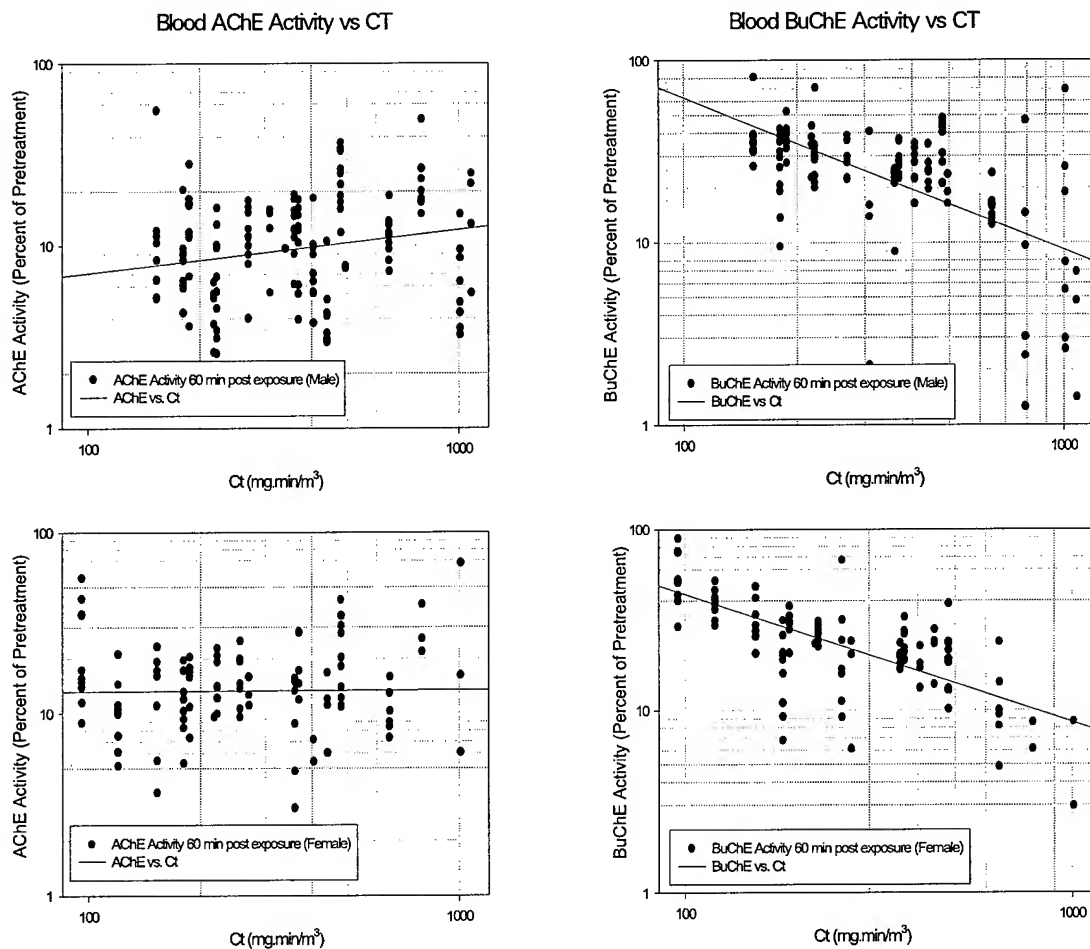 Blood AChE Activity vs CT
AChE Activity (Percent of Pretreatment)
100
10
1
AChE Activity 60 min post exposure (Male)
AChE vs. Ct
100
1000
Ct (mg.min/m³)
Blood BuChE Activity vs CT
BuChE Activity (Percent of Pretreatment)
100
10
1
BuChE Activity 60 min post exposure (Male)
BuChE vs Ct
100
1000
Ct (mg.min/m³)
AChE Activity (Percent of Pretreatment)
100
10
1
AChE Activity 60 min post exposure (Female)
AChE vs. Ct
100
1000
Ct (mg.min/m³)
BuChE Activity (Percent of Pretreatment)
100
10
1
BuChE Activity 60 min post exposure (Female)
BuChE vs. Ct
100
1000
Ct (mg.min/m³)